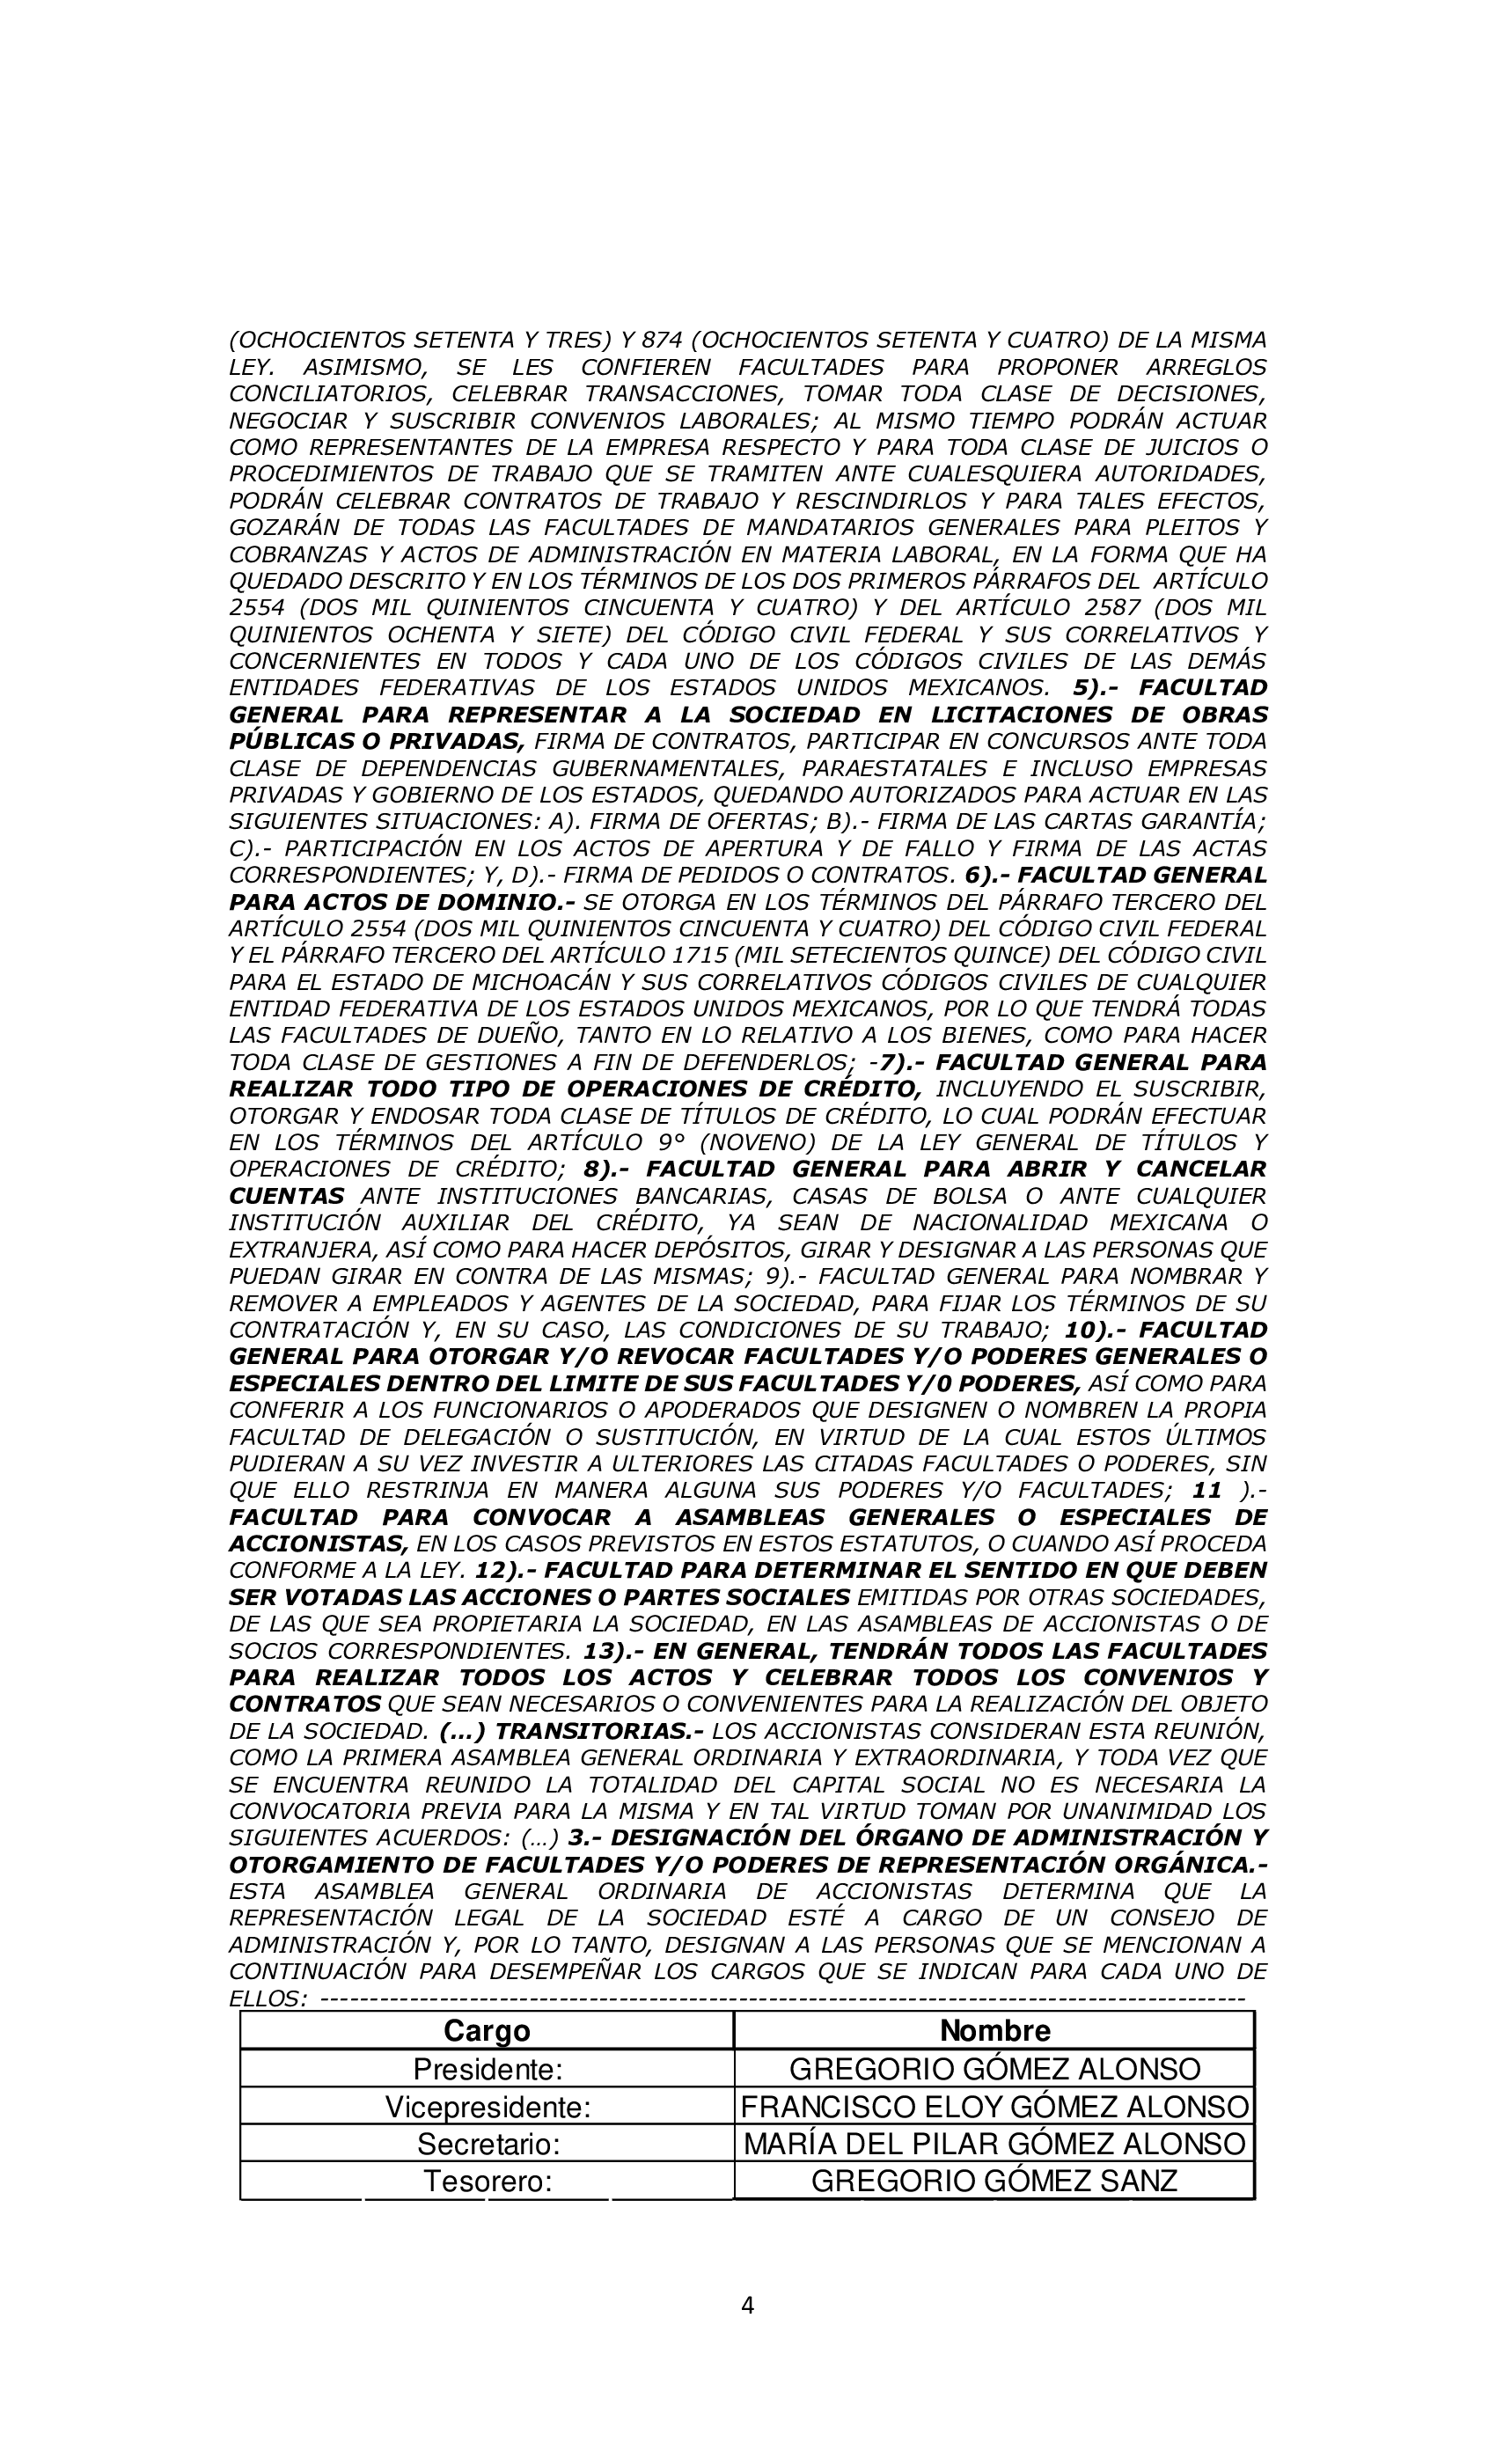 (OCHOCIENTOS SETENTA Y TRES) Y 874 (OCHOCIENTOS SETENTA Y CUATRO) DE LA MISMA
LEY. ASIMISMO, SE LES CONFIEREN FACULTADES PARA PROPONER ARREGLOS
CONCILIATORIOS, CELEBRAR TRANSACCIONES, TOMAR TODA CLASE DE DECISIONES,
NEGOCIAR Y SUSCRIBIR CONVENIOS LABORALES; AL MISMO TIEMPO PODRÁN ACTUAR
COMO REPRESENTANTES DE LA EMPRESA RESPECTO Y PARA TODA CLASE DE JUICIOS O
PROCEDIMIENTOS DE TRABAJO QUE SE TRAMITEN ANTE CUALESQUIERA AUTORIDADES,
PODRÁN CELEBRAR CONTRATOS DE TRABAJO Y RESCINDIRLOS Y PARA TALES EFECTOS,
GOZARÁN DE TODAS LAS FACULTADES DE MANDATARIOS GENERALES PARA PLEITOS Y
COBRANZAS Y ACTOS DE ADMINISTRACIÓN EN MATERIA LABORAL, EN LA FORMA QUE HA
QUEDADO DESCRITO Y EN LOS TÉRMINOS DE LOS DOS PRIMEROS PÁRRAFOS DEL ARTÍCULO
2554 (DOS MIL QUINIENTOS CINCUENTA Y CUATRO) Y DEL ARTÍCULO 2587 (DOS MIL
QUINIENTOS OCHENTA Y SIETE) DEL CÓDIGO CIVIL FEDERAL Y SUS CORRELATIVOS Y
CONCERNIENTES EN TODOS Y CADA UNO DE LOS CÓDIGOS CIVILES DE LAS DEMÁS
ENTIDADES FEDERATIVAS DE LOS ESTADOS UNIDOS MEXICANOS. 5).- FACULTAD
GENERAL PARA REPRESENTAR A LA SOCIEDAD EN LICITACIONES DE OBRAS
PÚBLICAS O PRIVADAS, FIRMA DE CONTRATOS, PARTICIPAR EN CONCURSOS ANTE TODA
CLASE DE DEPENDENCIAS GUBERNAMENTALES, PARAESTATALES E INCLUSO EMPRESAS
PRIVADAS Y GOBIERNO DE LOS ESTADOS, QUEDANDO AUTORIZADOS PARA ACTUAR EN LAS
SIGUIENTES SITUACIONES: A). FIRMA DE OFERTAS; B).- FIRMA DE LAS CARTAS GARANTÍA;
C).- PARTICIPACIÓN EN LOS ACTOS DE APERTURA Y DE FALLO Y FIRMA DE LAS ACTAS
CORRESPONDIENTES; Y, D).- FIRMA DE PEDIDOS O CONTRATOS. 6).- FACULTAD GENERAL
PARA ACTOS DE DOMINIO.- SE OTORGA EN LOS TÉRMINOS DEL PÁRRAFO TERCERO DEL
ARTÍCULO 2554 (DOS MIL QUINIENTOS CINCUENTA Y CUATRO) DEL CÓDIGO CIVIL FEDERAL
Y EL PÁRRAFO TERCERO DEL ARTÍCULO 1715 (MIL SETECIENTOS QUINCE) DEL CÓDIGO CIVIL
PARA EL ESTADO DE MICHOACÁN Y SUS CORRELATIVOS CÓDIGOS CIVILES DE CUALQUIER
ENTIDAD FEDERATIVA DE LOS ESTADOS UNIDOS MEXICANOS, POR LO QUE TENDRÁ TODAS
LAS FACULTADES DE DUEÑO, TANTO EN LO RELATIVO A LOS BIENES, COMO PARA HACER
TODA CLASE DE GESTIONES A FIN DE DEFENDERLOS; -7).- FACULTAD GENERAL PARA
REALIZAR TODO TIPO DE OPERACIONES DE CRÉDITO, INCLUYENDO EL SUSCRIBIR,
OTORGAR Y ENDOSAR TODA CLASE DE TÍTULOS DE CRÉDITO, LO CUAL PODRÁN EFECTUAR
EN LOS TÉRMINOS DEL ARTÍCULO 9° (NOVENO) DE LA LEY GENERAL DE TÍTULOS Y
OPERACIONES DE CRÉDITO; 8).- FACULTAD GENERAL PARA ABRIR Y CANCELAR
CUENTAS ANTE INSTITUCIONES BANCARIAS, CASAS DE BOLSA O ANTE CUALQUIER
INSTITUCIÓN AUXILIAR DEL CRÉDITO, YA SEAN DE NACIONALIDAD MEXICANA O
EXTRANJERA, ASÍ COMO PARA HACER DEPÓSITOS, GIRAR Y DESIGNAR A LAS PERSONAS QUE
PUEDAN GIRAR EN CONTRA DE LAS MISMAS; 9).- FACULTAD GENERAL PARA NOMBRAR Y
REMOVER A EMPLEADOS Y AGENTES DE LA SOCIEDAD, PARA FIJAR LOS TÉRMINOS DE SU
CONTRATACIÓN Y, EN SU CASO, LAS CONDICIONES DE SU TRABAJO; 10).- FACULTAD
GENERAL PARA OTORGAR Y/O REVOCAR FACULTADES Y/O PODERES GENERALES O
ESPECIALES DENTRO DEL LIMITE DE SUS FACULTADES Y/0 PODERES, ASÍ COMO PARA
CONFERIR A LOS FUNCIONARIOS O APODERADOS QUE DESIGNEN O NOMBREN LA PROPIA
FACULTAD DE DELEGACIÓN O SUSTITUCIÓN, EN VIRTUD DE LA CUAL ESTOS ÚLTIMOS
PUDIERAN A SU VEZ INVESTIR A ULTERIORES LAS CITADAS FACULTADES O PODERES, SIN
QUE ELLO RESTRINJA EN MANERA ALGUNA SUS PODERES Y/O FACULTADES; 11 ).-
FACULTAD PARA CONVOCAR A ASAMBLEAS GENERALES O ESPECIALES DE
ACCIONISTAS, EN LOS CASOS PREVISTOS EN ESTOS ESTATUTOS, O CUANDO ASÍ PROCEDA
CONFORME A LA LEY. 12).- FACULTAD PARA DETERMINAR EL SENTIDO EN QUE DEBEN
SER VOTADAS LAS ACCIONES O PARTES SOCIALES EMITIDAS POR OTRAS SOCIEDADES,
DE LAS QUE SEA PROPIETARIA LA SOCIEDAD, EN LAS ASAMBLEAS DE ACCIONISTAS O DE
SOCIOS CORRESPONDIENTES. 13).- EN GENERAL, TENDRÁN TODOS LAS FACULTADES
PARA REALIZAR TODOS LOS ACTOS Y CELEBRAR TODOS LOS CONVENIOS Y
CONTRATOS QUE SEAN NECESARIOS O CONVENIENTES PARA LA REALIZACIÓN DEL OBJETO
DE LA SOCIEDAD. (…) TRANSITORIAS.- LOS ACCIONISTAS CONSIDERAN ESTA REUNIÓN,
COMO LA PRIMERA ASAMBLEA GENERAL ORDINARIA Y EXTRAORDINARIA, Y TODA VEZ QUE
SE ENCUENTRA REUNIDO LA TOTALIDAD DEL CAPITAL SOCIAL NO ES NECESARIA LA
CONVOCATORIA PREVIA PARA LA MISMA Y EN TAL VIRTUD TOMAN POR UNANIMIDAD LOS
SIGUIENTES ACUERDOS: (…) 3.- DESIGNACIÓN DEL ÓRGANO DE ADMINISTRACIÓN Y
OTORGAMIENTO DE FACULTADES Y/O PODERES DE REPRESENTACIÓN ORGÁNICA.-
ESTA ASAMBLEA GENERAL ORDINARIA DE ACCIONISTAS DETERMINA QUE LA
REPRESENTACIÓN LEGAL DE LA SOCIEDAD ESTÉ A CARGO DE UN CONSEJO DE
ADMINISTRACIÓN Y, POR LO TANTO, DESIGNAN A LAS PERSONAS QUE SE MENCIONAN A
CONTINUACIÓN PARA DESEMPEÑAR LOS CARGOS QUE SE INDICAN PARA CADA UNO DE
ELLOS: --------------------------------------------------------------------------------------------
Cargo Nombre
Presidente: GREGORIO GÓMEZ ALONSO
Vicepresidente: FRANCISCO ELOY GÓMEZ ALONSO
Secretario: MARÍA DEL PILAR GÓMEZ ALONSO
Tesorero: GREGORIO GÓMEZ SANZ
4